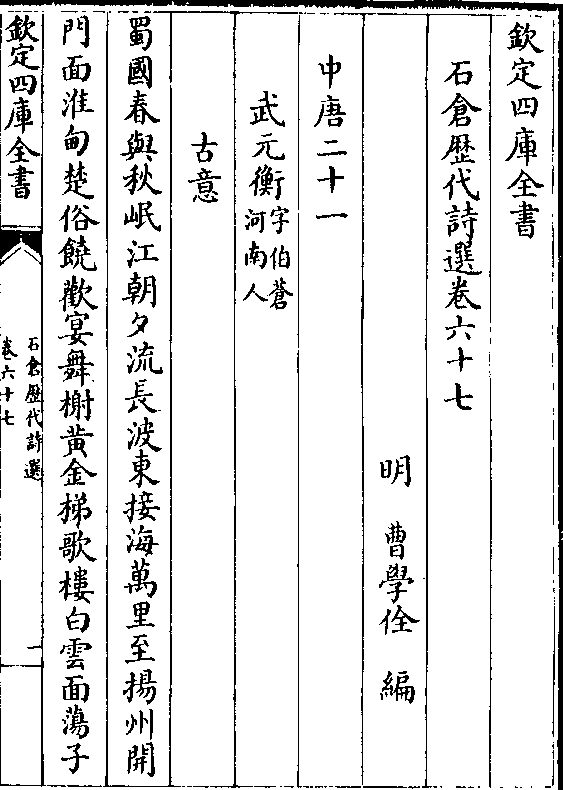 欽定四庫全書
石倉歴代詩選卷六十七
明 曹學佺 編
中唐二十一
武元衡字伯蒼河南人
古意
蜀國春與秋岷江朝夕流長波東接海萬里至揚州開
門面淮甸楚俗饒歡宴舞榭黃金梯歌樓白雲面蕩子
欽定四庫全書
石倉歴代詩選
卷六十七
一